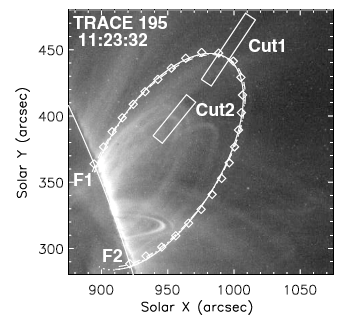 TRACE 195
11:23:32
Cut1
Cut2
F1
F2
450
400
350
300
Solar Y (arcsec)
900
950
1000
1050
Solar X (arcsec)